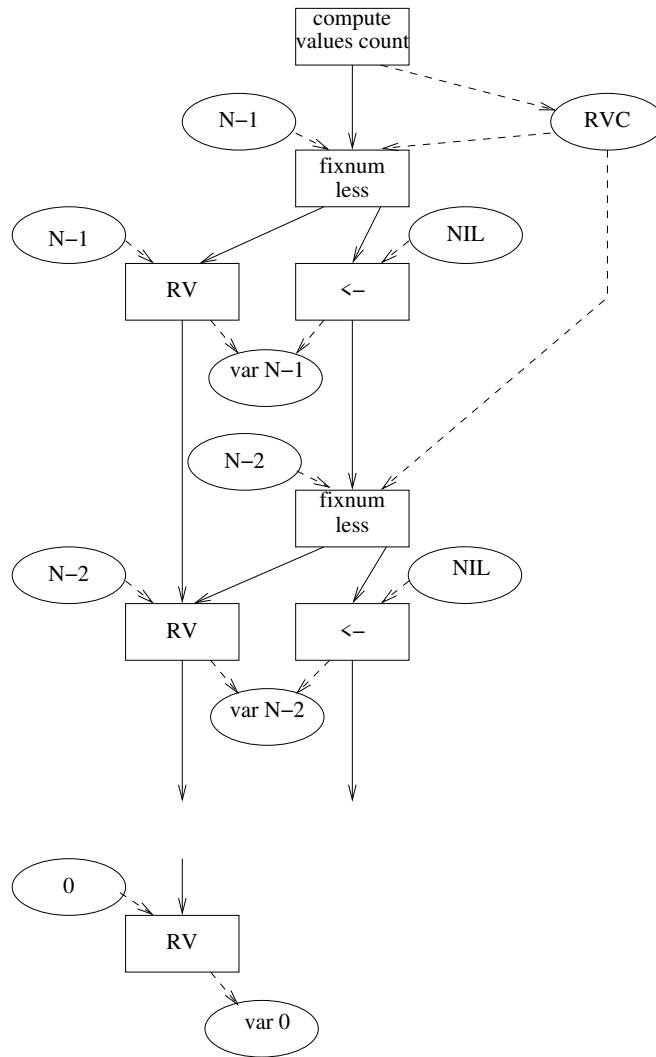 compute
values count
N−1
RVC
fixnum
less
N−1
NIL
RV
<−
var N−1
N−2
fixnum
less
N−2
NIL
RV
<−
var N−2
0
RV
var 0